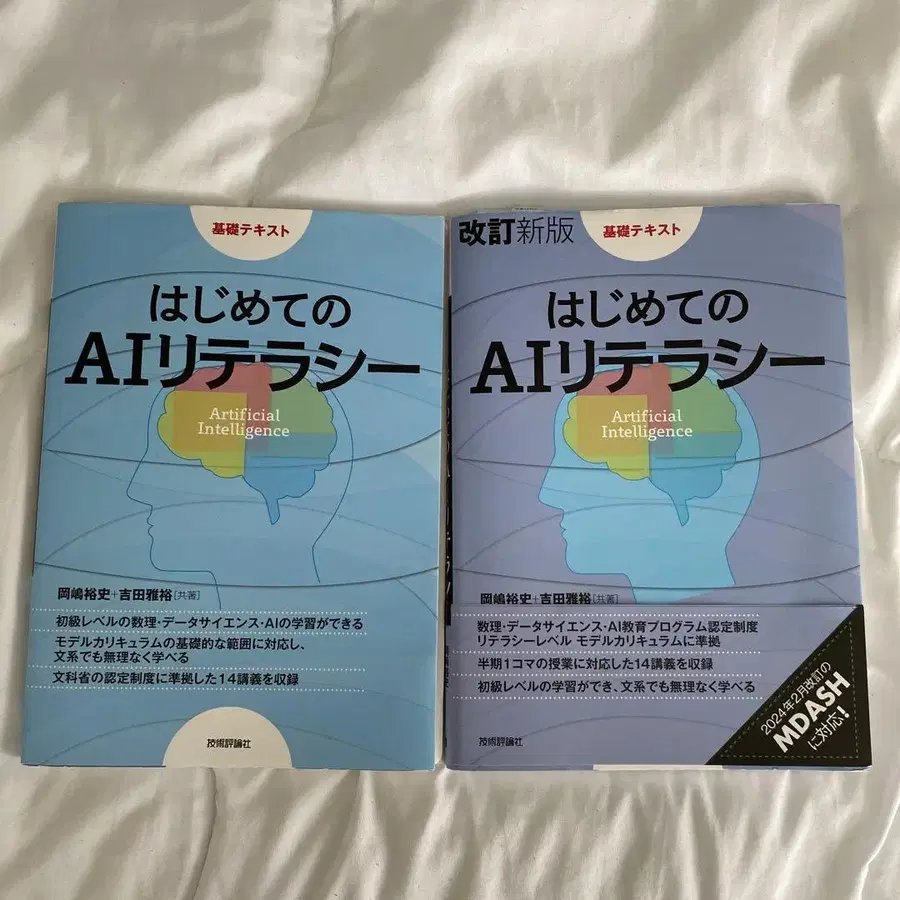 基礎テキスト
はじめての
AIリテラシー
Artificial
Intelligence
岡嶋裕史+吉田雅裕[共著]
初級レベルの数理・データサイエンス・AIの学習ができる
モデルカリキュラムの基礎的な範囲に対応し、
文系でも無理なく学べる
文科省の認定制度に準拠した14講義を収録
技術評論社
改訂新版
基礎テキスト
はじめての
AIリテラシー
Artificial
Intelligence
岡嶋裕史+吉田雅裕[共著]
数理・データサイエンス・AI教育プログラム認定制度
リテラシーレベル モデルカリキュラムに準拠
半期1コマの授業に対応した14講義を収録
初級レベルの学習ができ、文系でも無理なく学べる
技術評論社
2024年2月改訂の
MDASH
に対応!